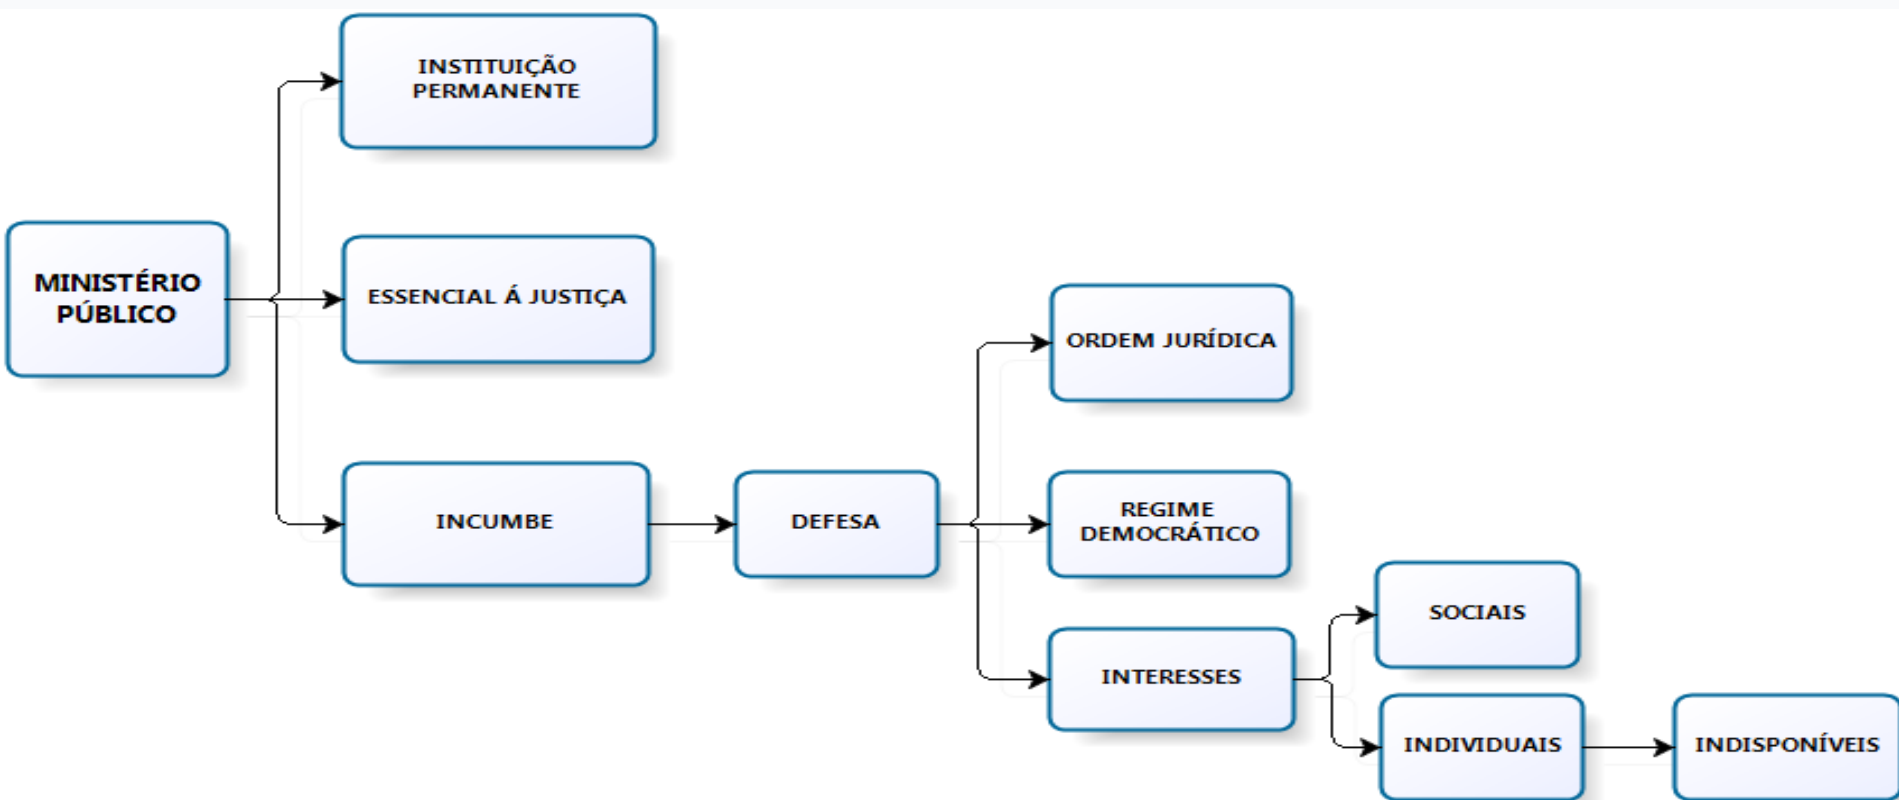 MINISTÉRIO
PÚBLICO
INSTITUIÇÃO
PERMANENTE
ESSENCIAL Á JUSTIÇA
INCUMBE
DEFESA
ORDEM JURÍDICA
REGIME
DEMOCRÁTICO
INTERESSES
SOCIAIS
INDIVIDUAIS
INDISPONÍVEIS